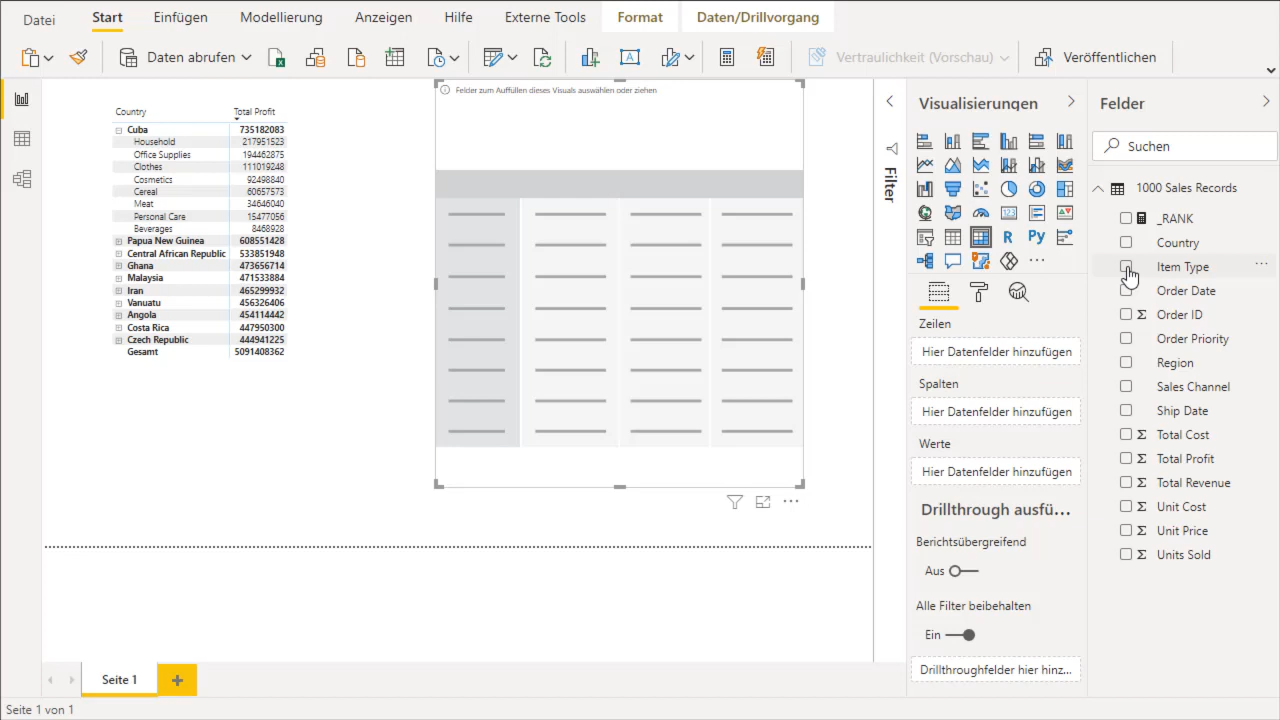 Datei Start Einfügen Modellierung Anzeigen Hilfe Externe Tools Format Daten/Drillvorgang
Daten abrufen Vertraulichkeit (Vorschau) Veröffentlichen
Country Total Profit
Cuba 735182083
Household 217951523
Office Supplies 194462875
Clothes 111019248
Cosmetics 92498840
Cereal 60657573
Meat 34646040
Personal Care 15477056
Beverages 8468928
Papua New Guinea 608551428
Central African Republic 533851948
Ghana 473656714
Malaysia 471533884
Iran 465299932
Vanuatu 456326406
Angola 454114442
Costa Rica 447950300
Czech Republic 444941225
Gesamt 5091408362
Felder zum Auffüllen dieses Visuals auswählen oder ziehen
Filter
Visualisierungen
123
R Py
Zeilen
Hier Datenfelder hinzufügen
Spalten
Hier Datenfelder hinzufügen
Werte
Hier Datenfelder hinzufügen
Drillthrough ausfü...
Berichtsübergreifend
Aus
Alle Filter beibehalten
Ein
Drillthroughfelder hier hinz...
Felder
Suchen
1000 Sales Records
_RANK
Country
Item Type
Order Date
Σ Order ID
Order Priority
Region
Sales Channel
Ship Date
Σ Total Cost
Σ Total Profit
Σ Total Revenue
Σ Unit Cost
Σ Unit Price
Σ Units Sold
Seite 1
Seite 1 von 1